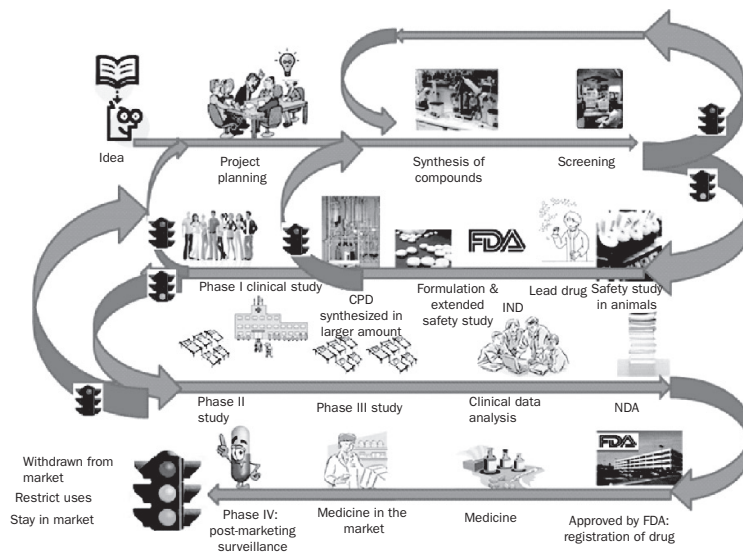 Idea
Project
planning
Synthesis of
compounds
Screening
Phase I clinical study
CPD
synthesized in
larger amount
Formulation &
extended
safety study
FDA
IND
Lead drug
Safety study
in animals
Phase II
study
Phase III study
Clinical data
analysis
NDA
Withdrawn from
market
Restrict uses
Stay in market
Phase IV:
post-marketing
surveillance
Medicine in the
market
Medicine
FDA
Approved by FDA:
registration of drug